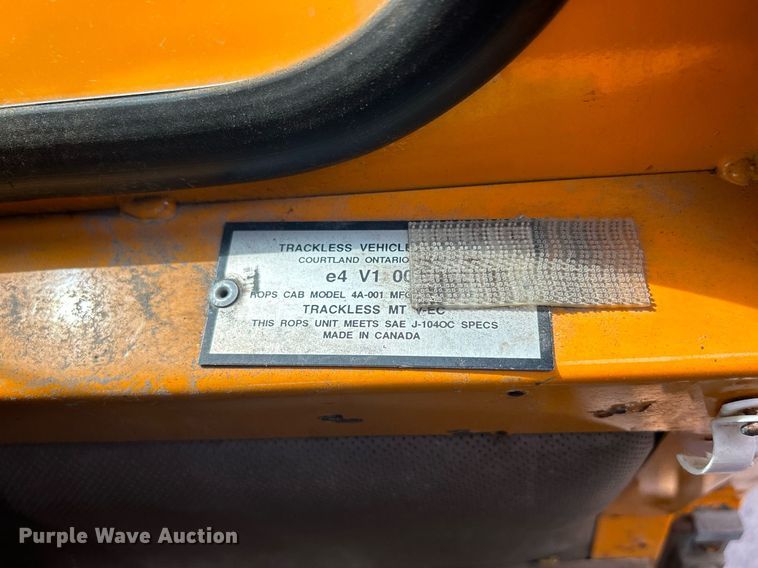 TRACKLESS VEHICLE
COURTLAND ONTARIO
e4 V1 00
ROPS CAB MODEL 4A-001 MFG
TRACKLESS MT V-EC
THIS ROPS UNIT MEETS SAE J-1040C SPECS
MADE IN CANADA
Purple Wave Auction